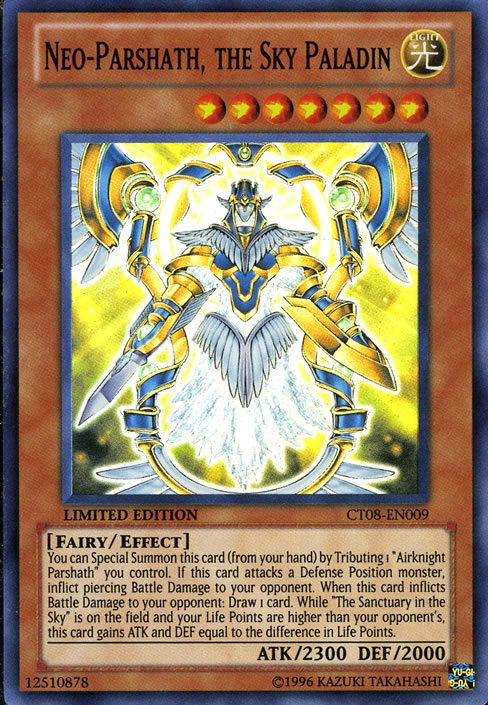 NEO-PARSHATH, THE SKY PALADIN
LIGHT
光
LIMITED EDITION
CT08-EN009
[FAIRY/EFFECT]
You can Special Summon this card (from your hand) by Tributing 1 "Airknight
Parshath" you control. If this card attacks a Defense Position monster,
inflict piercing Battle Damage to your opponent. When this card inflicts
Battle Damage to your opponent: Draw 1 card. While "The Sanctuary in the
Sky" is on the field and your Life Points are higher than your opponent's,
this card gains ATK and DEF equal to the difference in Life Points.
ATK/2300 DEF/2000
12510878
©1996 KAZUKI TAKAHASHI